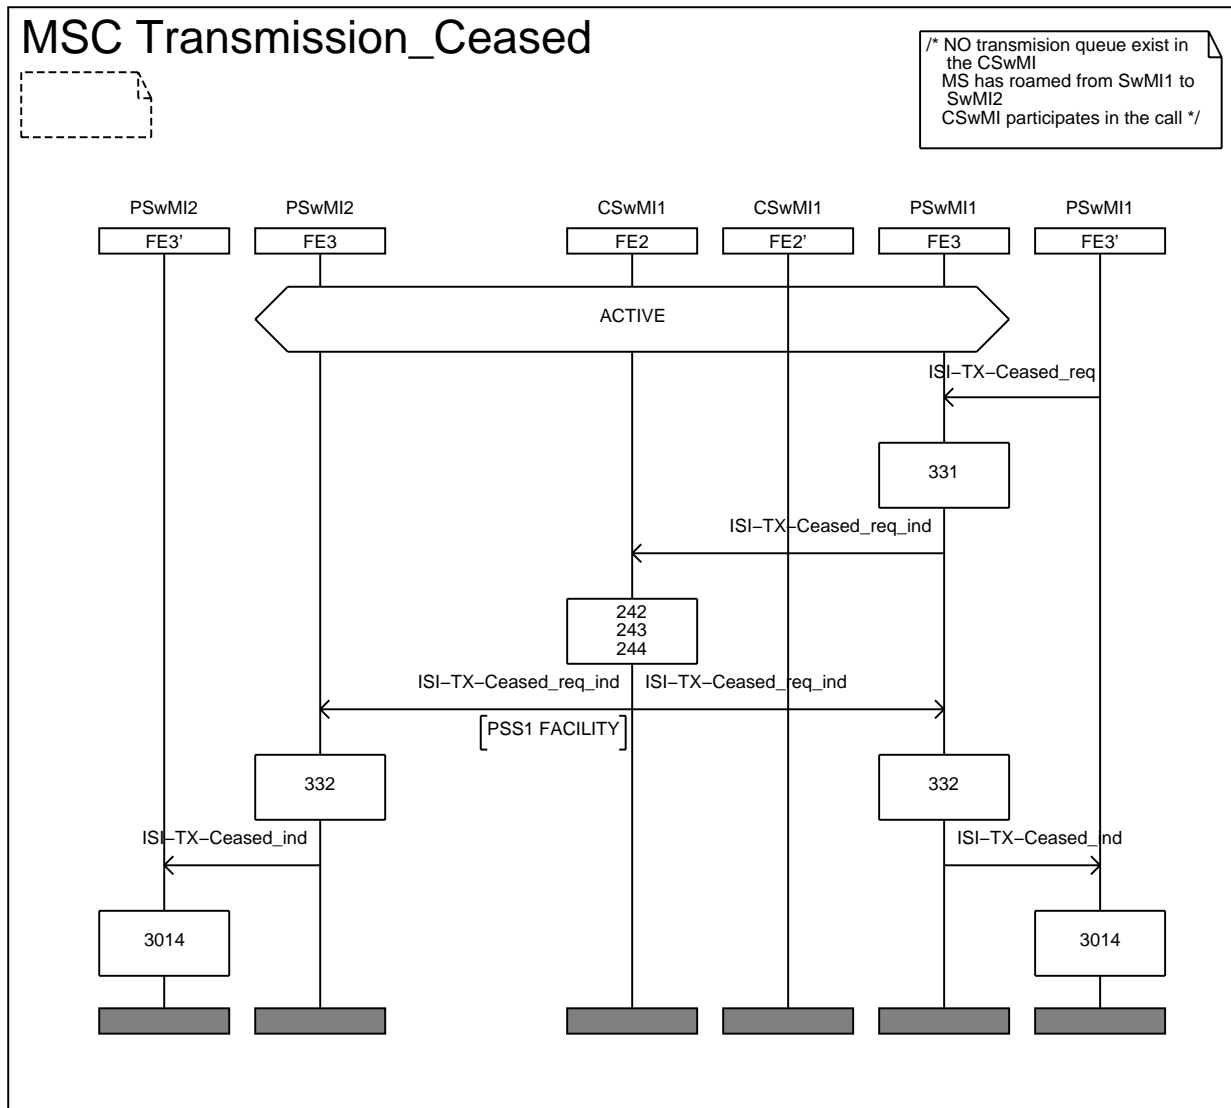 MSC Transmission_Ceased
/* NO transmision queue exist in
the CSwMI
MS has roamed from SwMI1 to
SwMI2
CSwMI participates in the call */
PSwMI2 PSwMI2 CSwMI1 CSwMI1 PSwMI1 PSwMI1
FE3' FE3 FE2 FE2' FE3 FE3'
ACTIVE
ISI−TX−Ceased_req
331
ISI−TX−Ceased_req_ind
242
243
244
ISI−TX−Ceased_req_ind ISI−TX−Ceased_req_ind
PSS1 FACILITY
332 332
ISI−TX−Ceased_ind ISI−TX−Ceased_ind
3014 3014